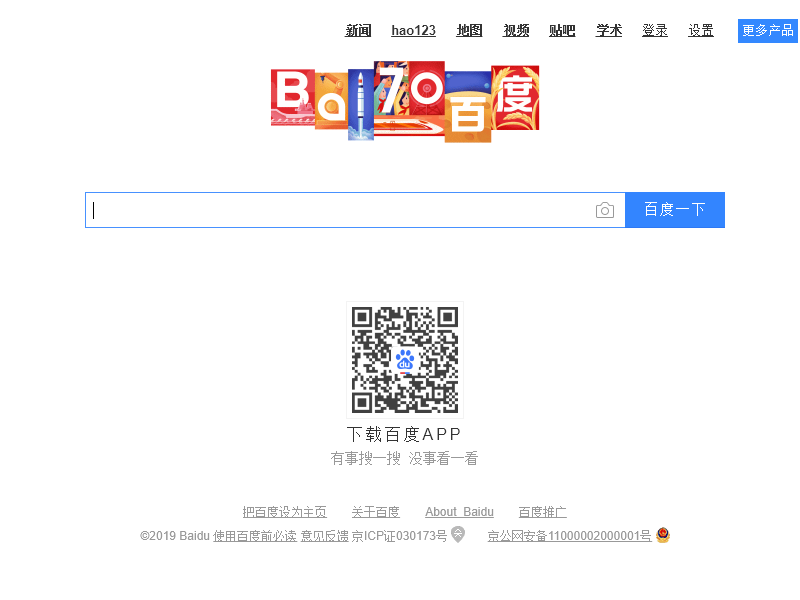 新闻 hao123 地图 视频 贴吧 学术 登录 设置 更多产品
Ba 70 百度
百度一下
du
下载百度APP
有事搜一搜 没事看一看
把百度设为主页 关于百度 About Baidu 百度推广
©2019 Baidu 使用百度前必读 意见反馈 京ICP证030173号 京公网安备11000002000001号